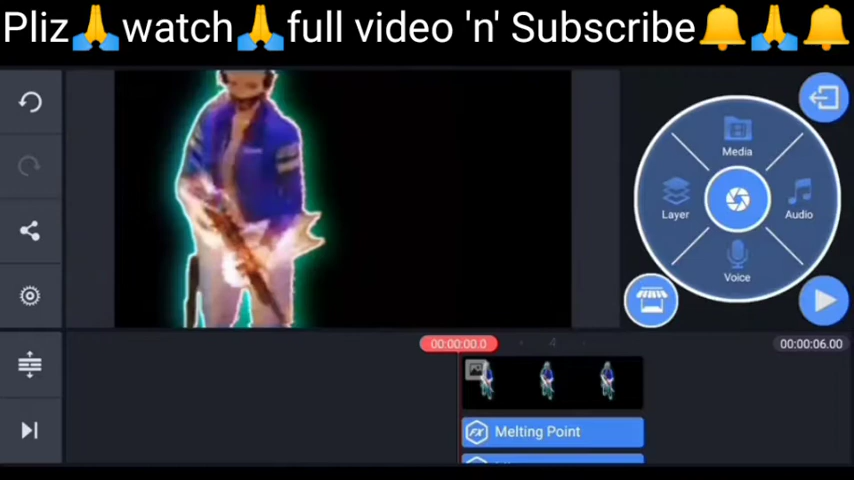 Pliz🙏watch🙏full video 'n' Subscribe🔔🙏🔔
Media
Layer
Audio
Voice
00:00:00.0
4
00:00:06.00
FX Melting Point